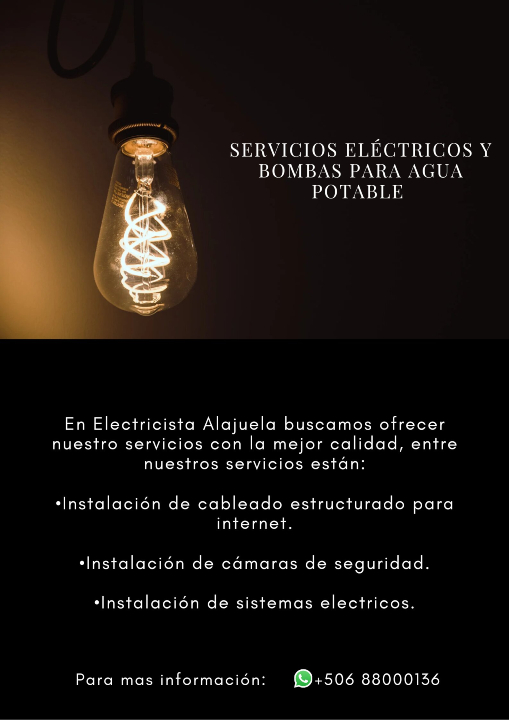 SERVICIOS ELÉCTRICOS Y
BOMBAS PARA AGUA
POTABLE
En Electricista Alajuela buscamos ofrecer
nuestro servicios con la mejor calidad, entre
nuestros servicios están:
•Instalación de cableado estructurado para
internet.
•Instalación de cámaras de seguridad.
•Instalación de sistemas electricos.
Para mas información: +506 88000136